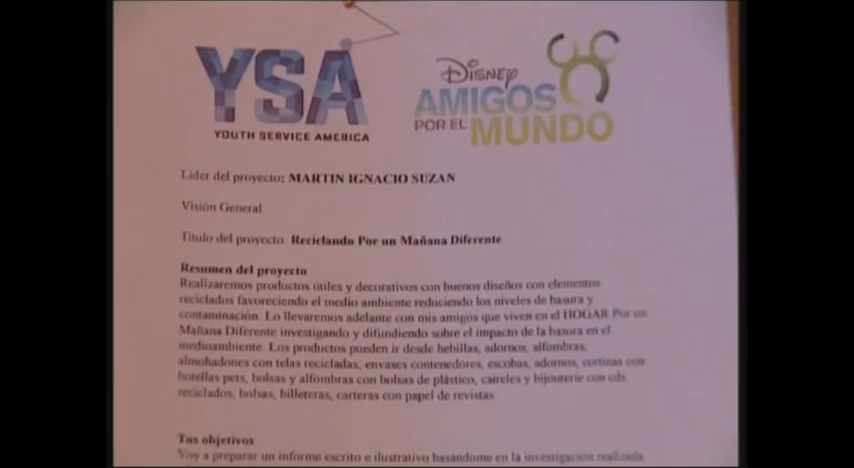 YSA
YOUTH SERVICE AMERICA
DISNEY
AMIGOS
POR EL
MUNDO
Líder del proyecto: MARTIN IGNACIO SUZAN
Visión General
Título del proyecto Reciclando Por un Mañana Diferente
Resumen del proyecto
Realizaremos productos útiles y decorativos con buenos diseños con elementos
reciclados favoreciendo el medio ambiente reduciendo los niveles de basura y
contaminación. Lo llevaremos adelante con mis amigos que viven en el HOGAR Por un
Mañana Diferente investigando y difundiendo sobre el impacto de la basura en el
medioambiente. Los productos pueden ir desde hebillas, adornos, alfombras,
almohadones con telas recicladas, envases contenedores, escobas, adornos, cortinas con
botellas pets, bolsas y alfombras con bolsas de plástico, caireles y bijouterie con cds
reciclados, bolsas, billeteras, carteras con papel de revistas.
Tus objetivos
Voy a preparar un informe escrito e ilustrativo basándome en la investigación realizada